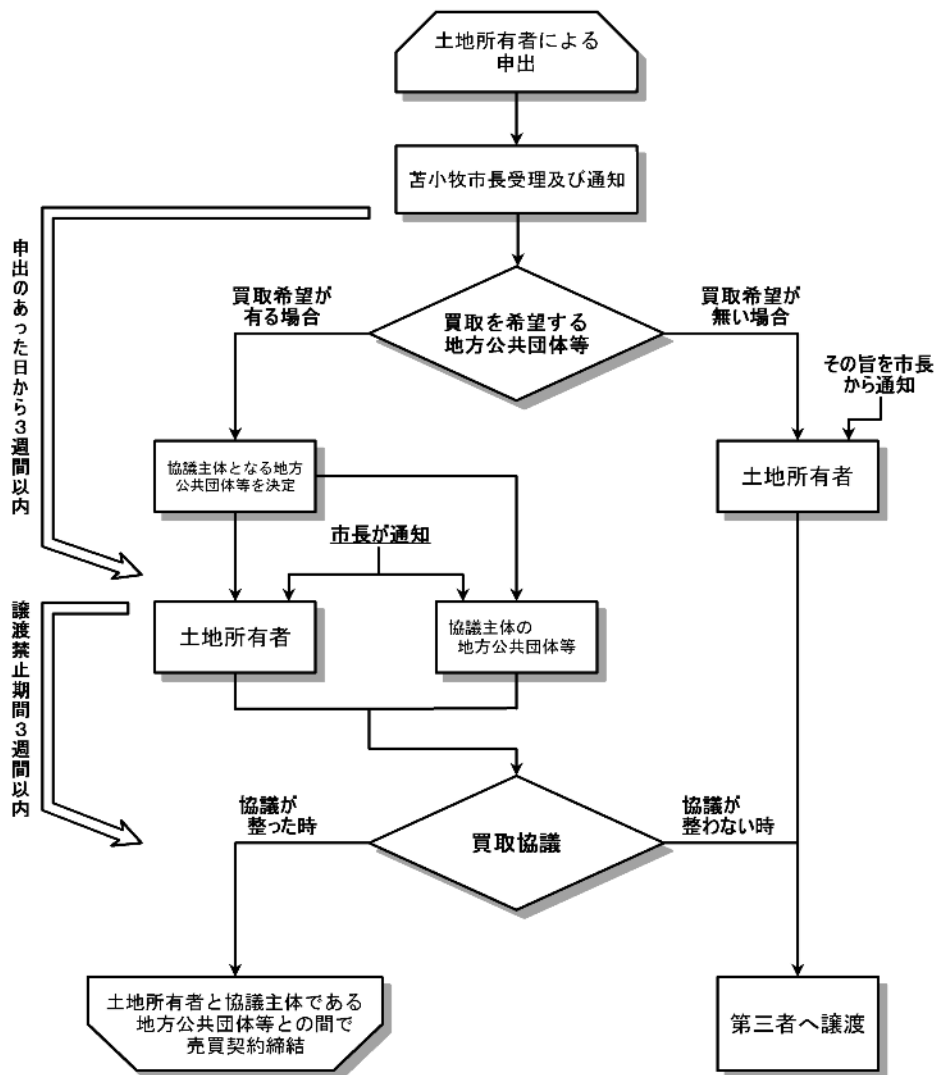 土地所有者による
申出
苫小牧市長受理及び通知
申出のあった日から3週間以内
買取希望が
有る場合
買取を希望する
地方公共団体等
買取希望が
無い場合
その旨を市長
から通知
協議主体となる地方
公共団体等を決定
土地所有者
市長が通知
譲渡禁止期間3週間以内
土地所有者
協議主体の
地方公共団体等
協議が
整った時
買取協議
協議が
整わない時
土地所有者と協議主体である
地方公共団体等との間で
売買契約締結
第三者へ譲渡